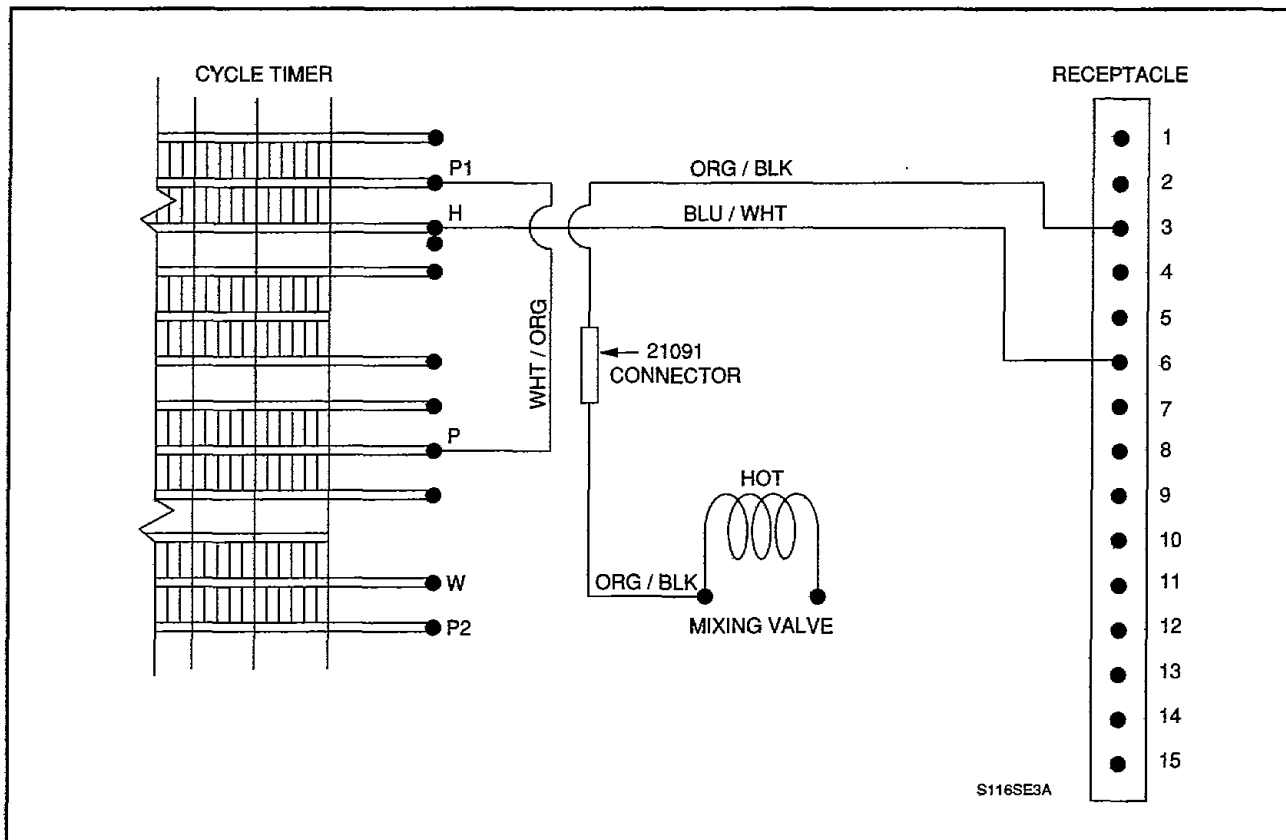 CYCLE TIMER
RECEPTACLE
1
P1
ORG / BLK
2
H
BLU / WHT
3
4
5
WHT / ORG
21091
CONNECTOR
6
7
P
8
HOT
9
10
W
ORG / BLK
11
MIXING VALVE
P2
12
13
14
15
S116SE3A